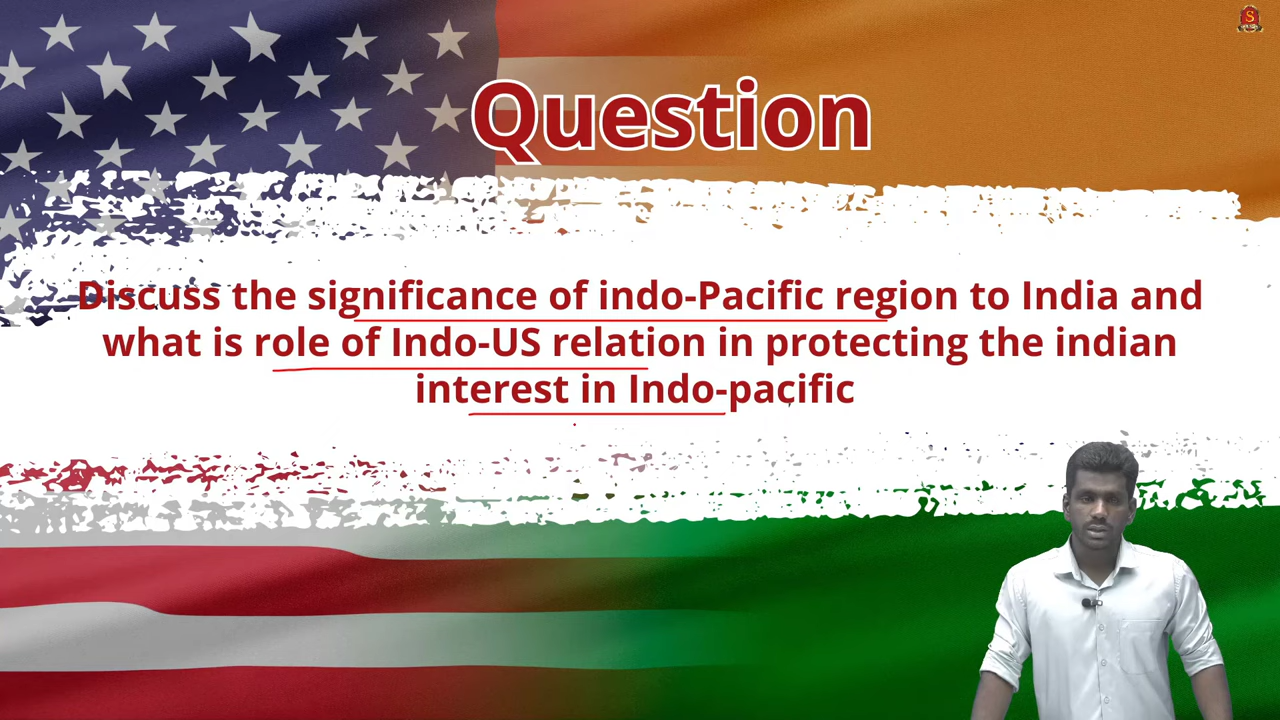 Question
Discuss the significance of indo-Pacific region to India and
what is role of Indo-US relation in protecting the indian
interest in Indo-pacific
S